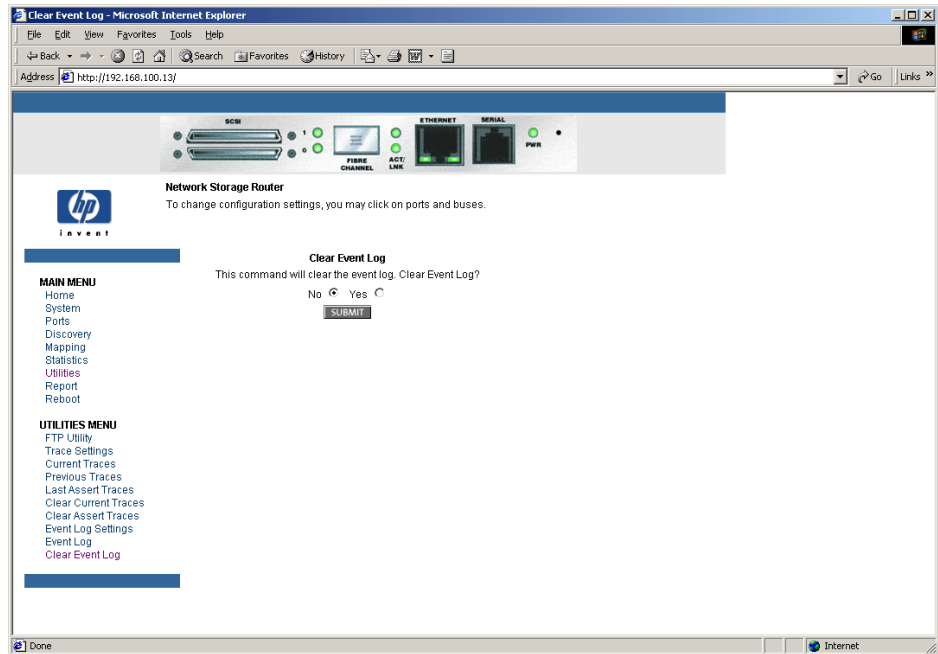 Clear Event Log - Microsoft Internet Explorer
File Edit View Favorites Tools Help
Back Search Favorites History
Address http://192.168.100.13/ Go Links »
SCSI
ETHERNET
SERIAL
1
0
FIBRE
CHANNEL
ACT/
LNK
PWR
hp
invent
Network Storage Router
To change configuration settings, you may click on ports and buses.
Clear Event Log
This command will clear the event log. Clear Event Log?
No Yes
SUBMIT
MAIN MENU
Home
System
Ports
Discovery
Mapping
Statistics
Utilities
Report
Reboot
UTILITIES MENU
FTP Utility
Trace Settings
Current Traces
Previous Traces
Last Assert Traces
Clear Current Traces
Clear Assert Traces
Event Log Settings
Event Log
Clear Event Log
Done Internet